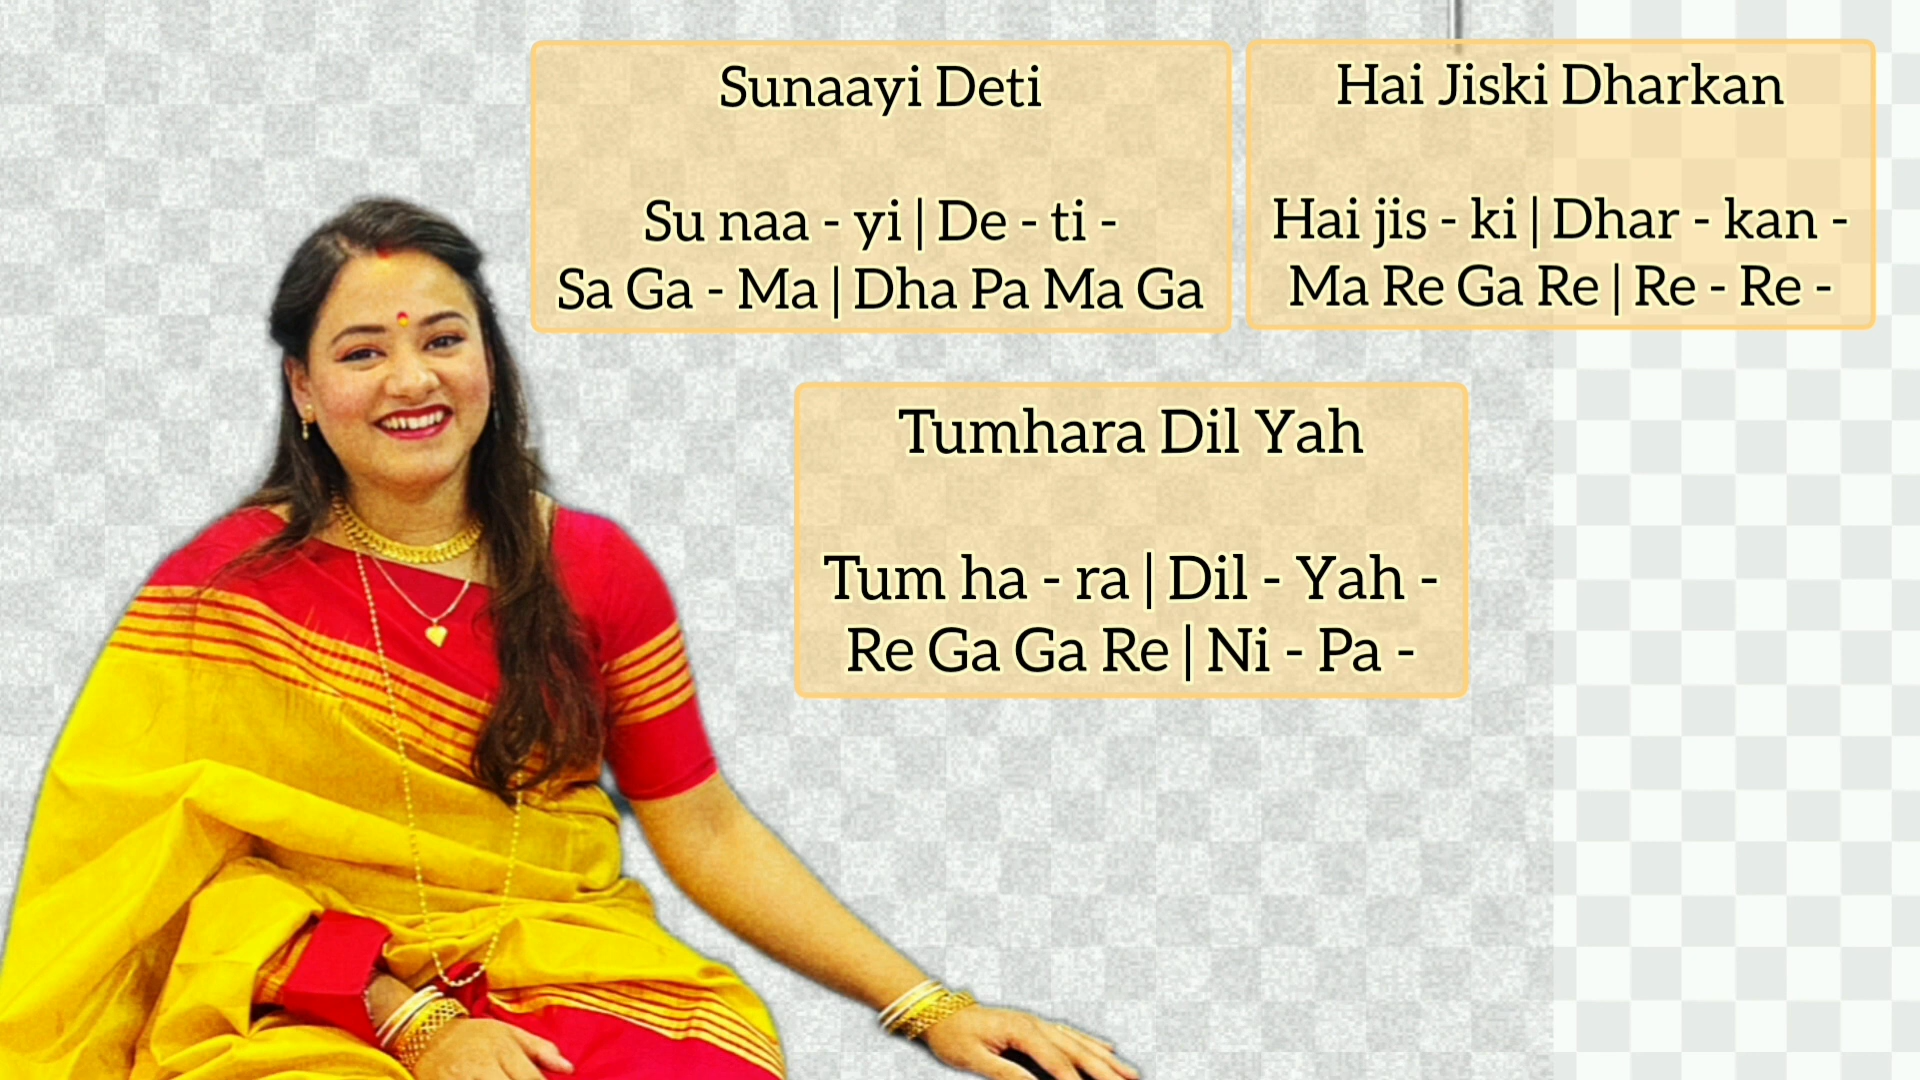 Sunaayi Deti
Su naa - yi | De - ti -
Sa Ga - Ma | Dha Pa Ma Ga
Hai Jiski Dharkan
Hai jis - ki | Dhar - kan -
Ma Re Ga Re | Re - Re -
Tumhara Dil Yah
Tum ha - ra | Dil - Yah -
Re Ga Ga Re | Ni - Pa -